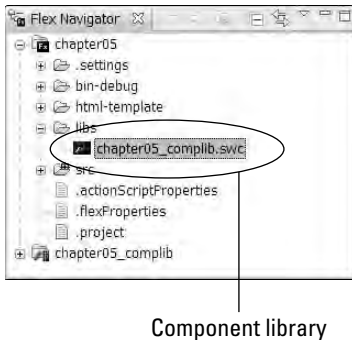 Flex Navigator
chapter05
.settings
bin-debug
html-template
libs
chapter05_complib.swc
src
.actionScriptProperties
.flexProperties
.project
chapter05_complib
Component library